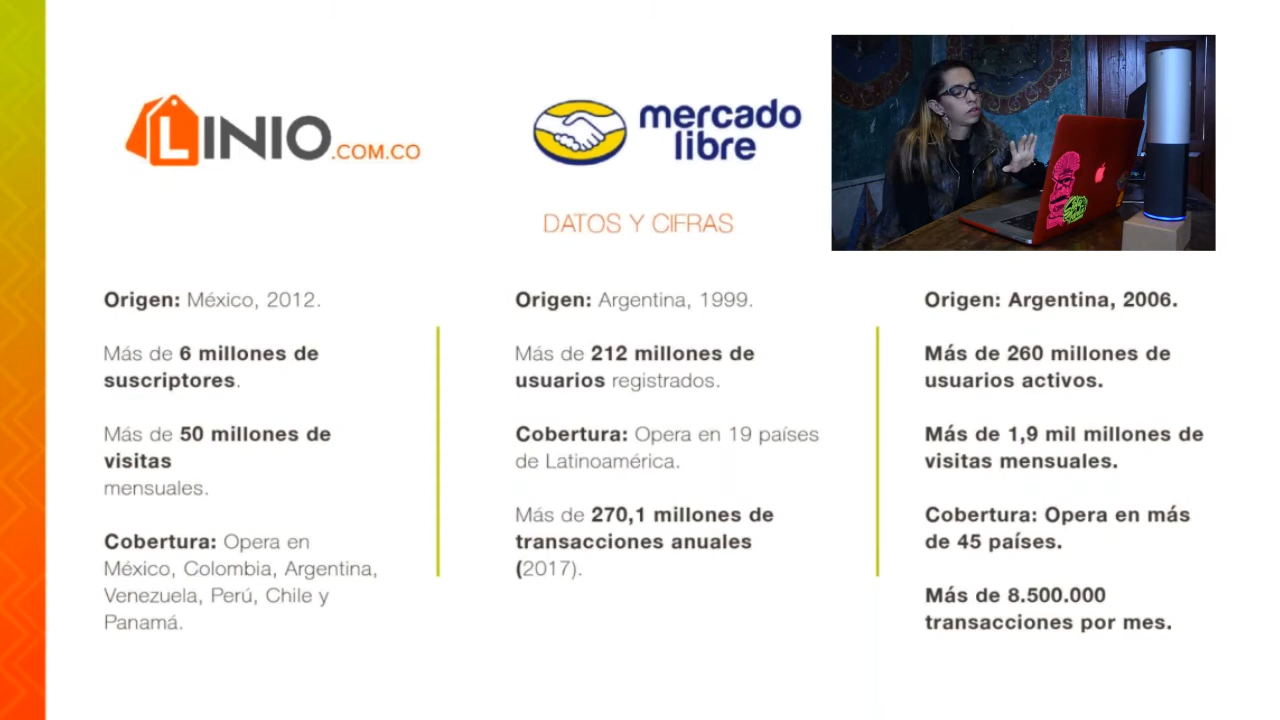 LINIO.COM.CO
mercado
libre
DATOS Y CIFRAS
Origen: México, 2012.
Más de 6 millones de
suscriptores.
Más de 50 millones de
visitas
mensuales.
Cobertura: Opera en
México, Colombia, Argentina,
Venezuela, Perú, Chile y
Panamá.
Origen: Argentina, 1999.
Más de 212 millones de
usuarios registrados.
Cobertura: Opera en 19 países
de Latinoamérica.
Más de 270,1 millones de
transacciones anuales
(2017).
Origen: Argentina, 2006.
Más de 260 millones de
usuarios activos.
Más de 1,9 mil millones de
visitas mensuales.
Cobertura: Opera en más
de 45 países.
Más de 8.500.000
transacciones por mes.